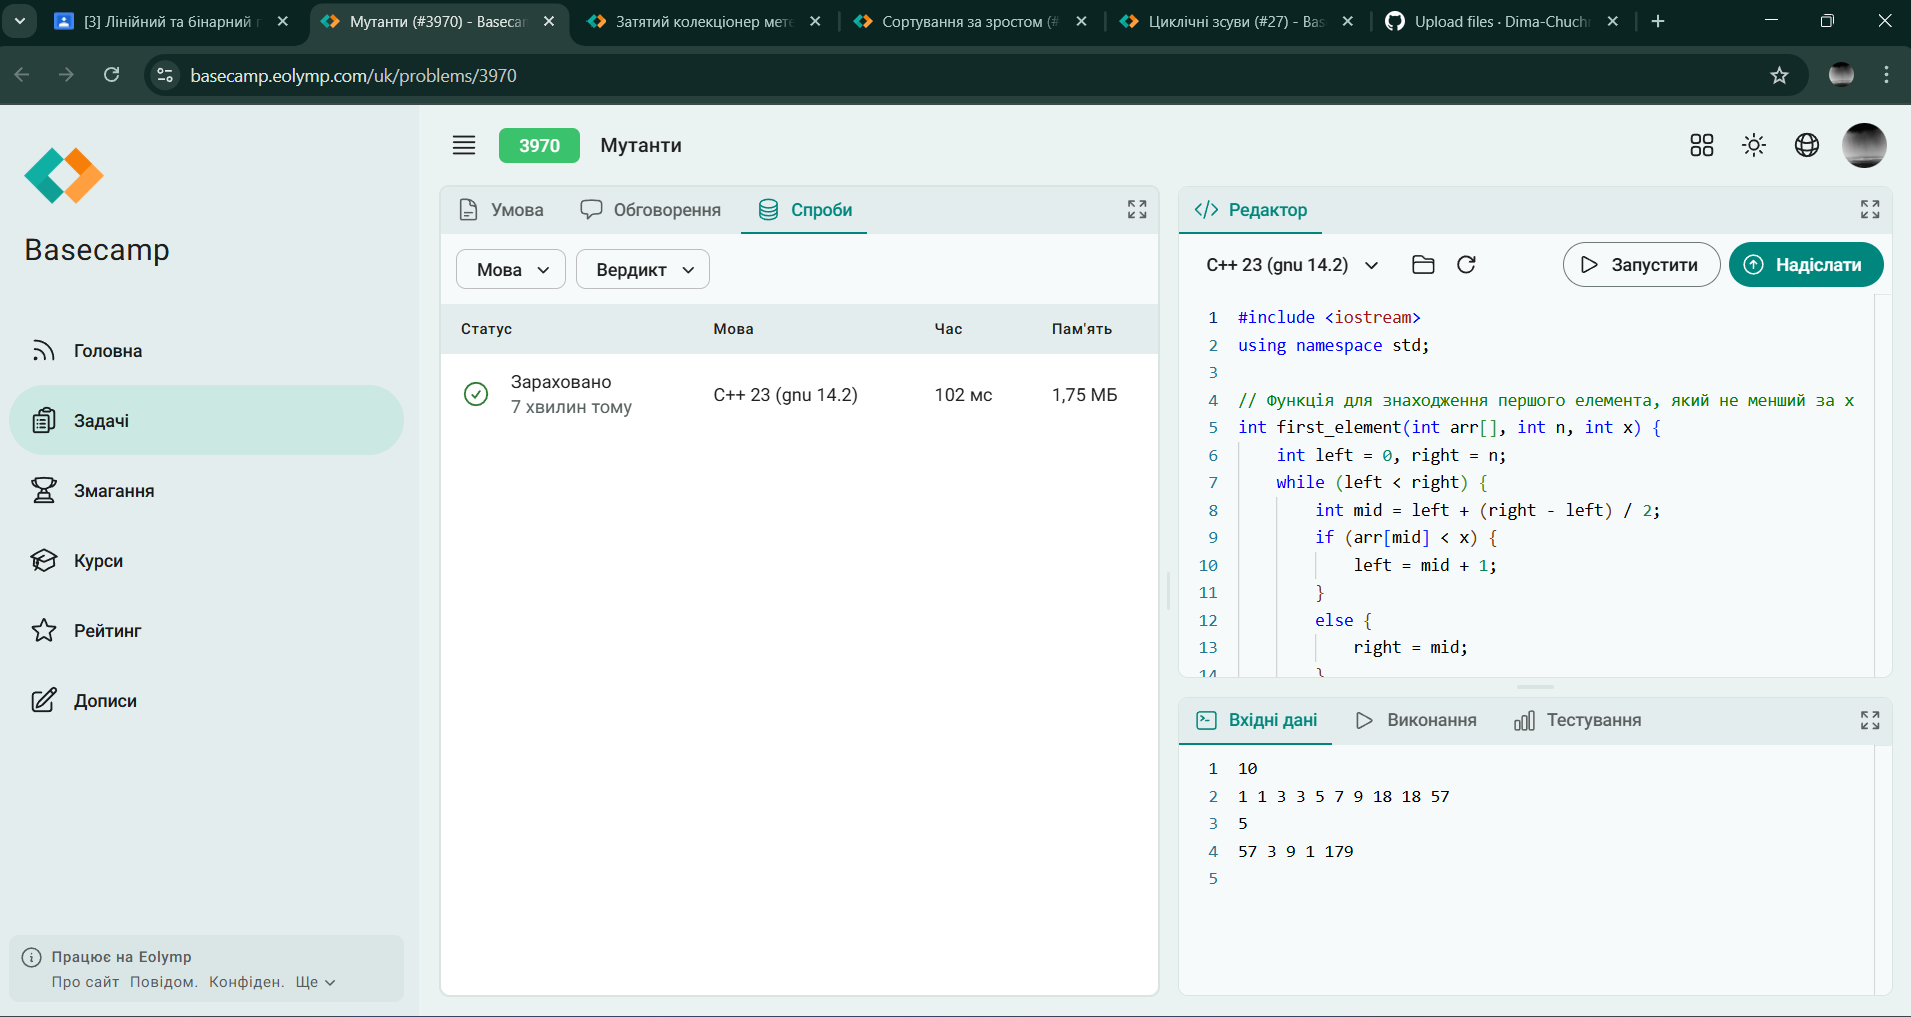 [3] Лінійний та бінарний
Мутанти (#3970) - Basecam
Затятий колекціонер мете
Сортування за зростом (#
Циклічні зсуви (#27) - Bas
Upload files · Dima-Chuchr
basecamp.eolymp.com/uk/problems/3970
Basecamp
Головна
Задачі
Змагання
Курси
Рейтинг
Дописи
Працює на Eolymp
Про сайт Повідом. Конфіден. Ще
3970 Мутанти
Умова Обговорення Спроби
Мова Вердикт
Статус Мова Час Пам'ять
Зараховано
7 хвилин тому
C++ 23 (gnu 14.2) 102 мс 1,75 МБ
Редактор
C++ 23 (gnu 14.2) Запустити Надіслати
1 #include <iostream>
2 using namespace std;
3
4 // Функція для знаходження першого елемента, який не менший за x
5 int first_element(int arr[], int n, int x) {
6 int left = 0, right = n;
7 while (left < right) {
8 int mid = left + (right - left) / 2;
9 if (arr[mid] < x) {
10 left = mid + 1;
11 }
12 else {
13 right = mid;
14 }
Вхідні дані Виконання Тестування
1 10
2 1 1 3 3 5 7 9 18 18 57
3 5
4 57 3 9 1 179
5